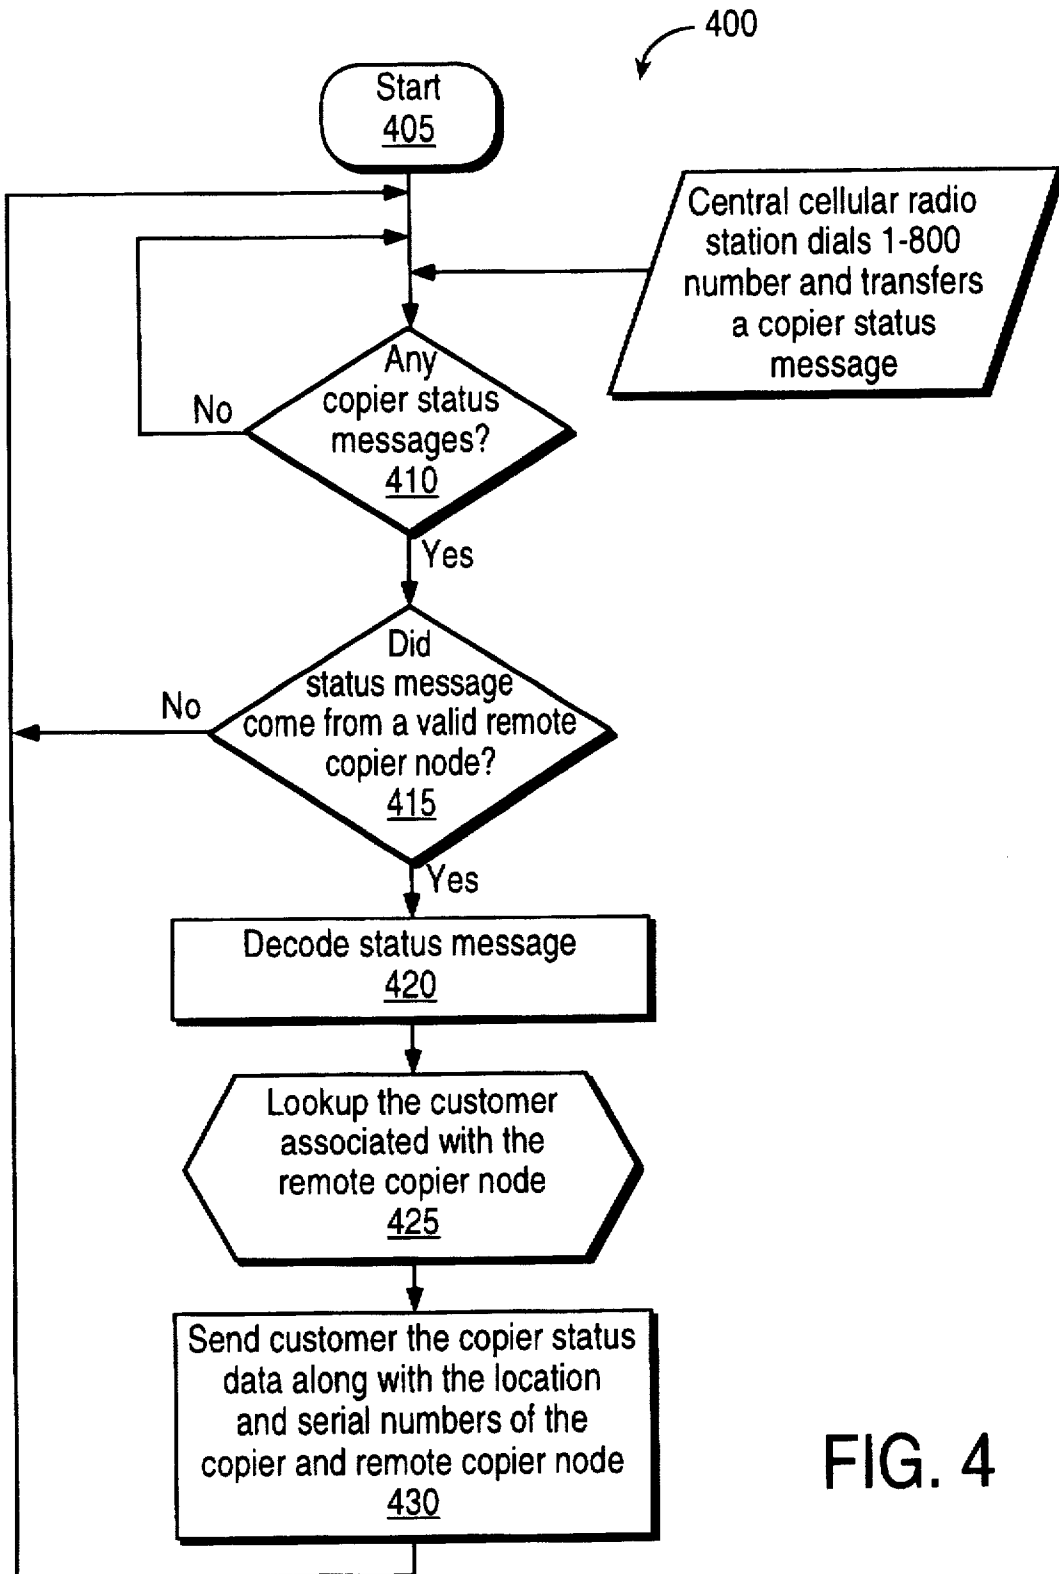 400
Start
405
Central cellular radio
station dials 1-800
number and transfers
a copier status
message
Any
copier status
messages?
410
No
Yes
Did
status message
come from a valid remote
copier node?
415
No
Yes
Decode status message
420
Lookup the customer
associated with the
remote copier node
425
Send customer the copier status
data along with the location
and serial numbers of the
copier and remote copier node
430
FIG. 4